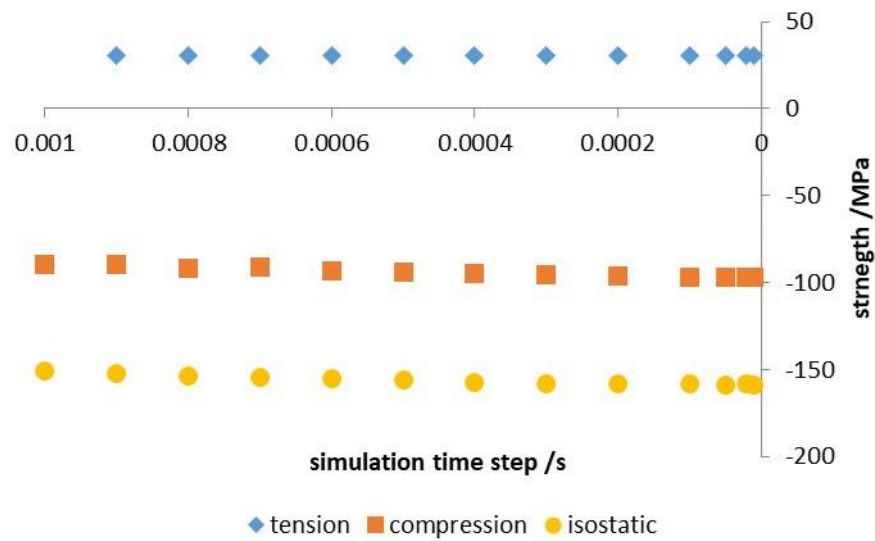 50
0
0.001 0.0008 0.0006 0.0004 0.0002 0
-50
-100
-150
-200
strnegth /MPa
simulation time step /s
tension compression isostatic